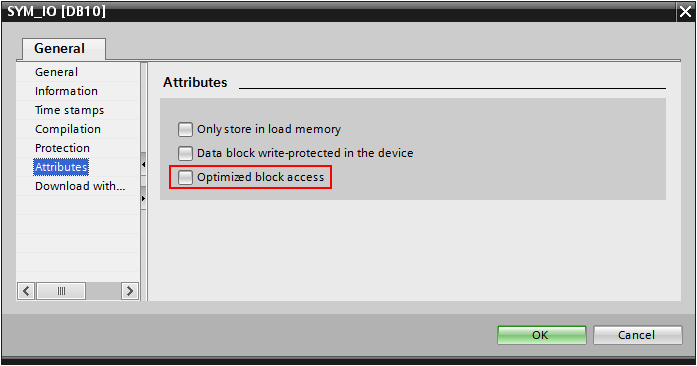 SYM_IO [DB10]
General
General
Information
Time stamps
Compilation
Protection
Attributes
Download with...
Attributes
Only store in load memory
Data block write-protected in the device
Optimized block access
OK
Cancel